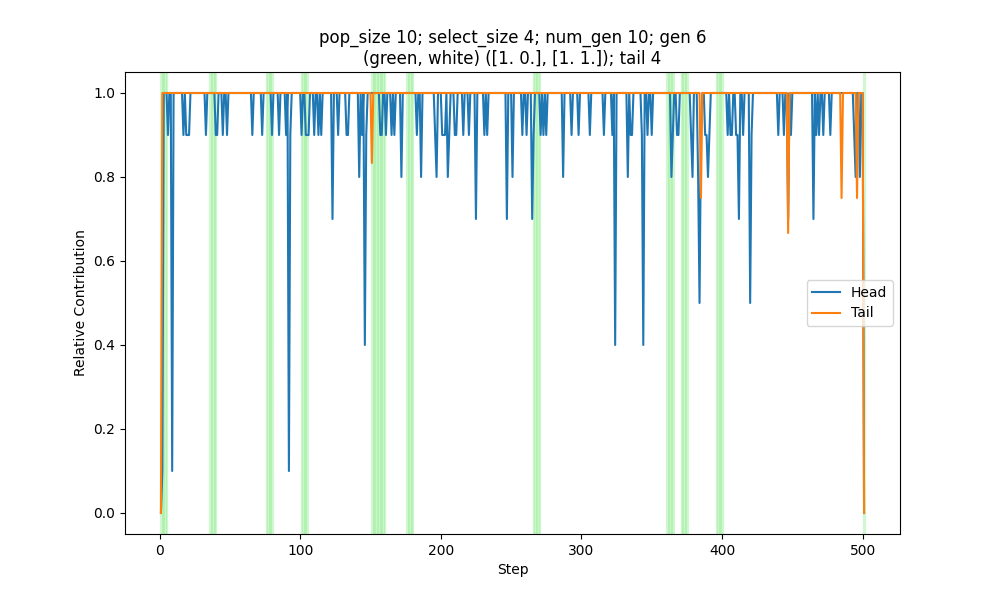 pop_size 10; select_size 4; num_gen 10; gen 6
(green, white) ([1. 0.], [1. 1.]); tail 4
1.0
0.8
0.6
0.4
0.2
0.0
Relative Contribution
Head
Tail
0
100
200
300
400
500
Step